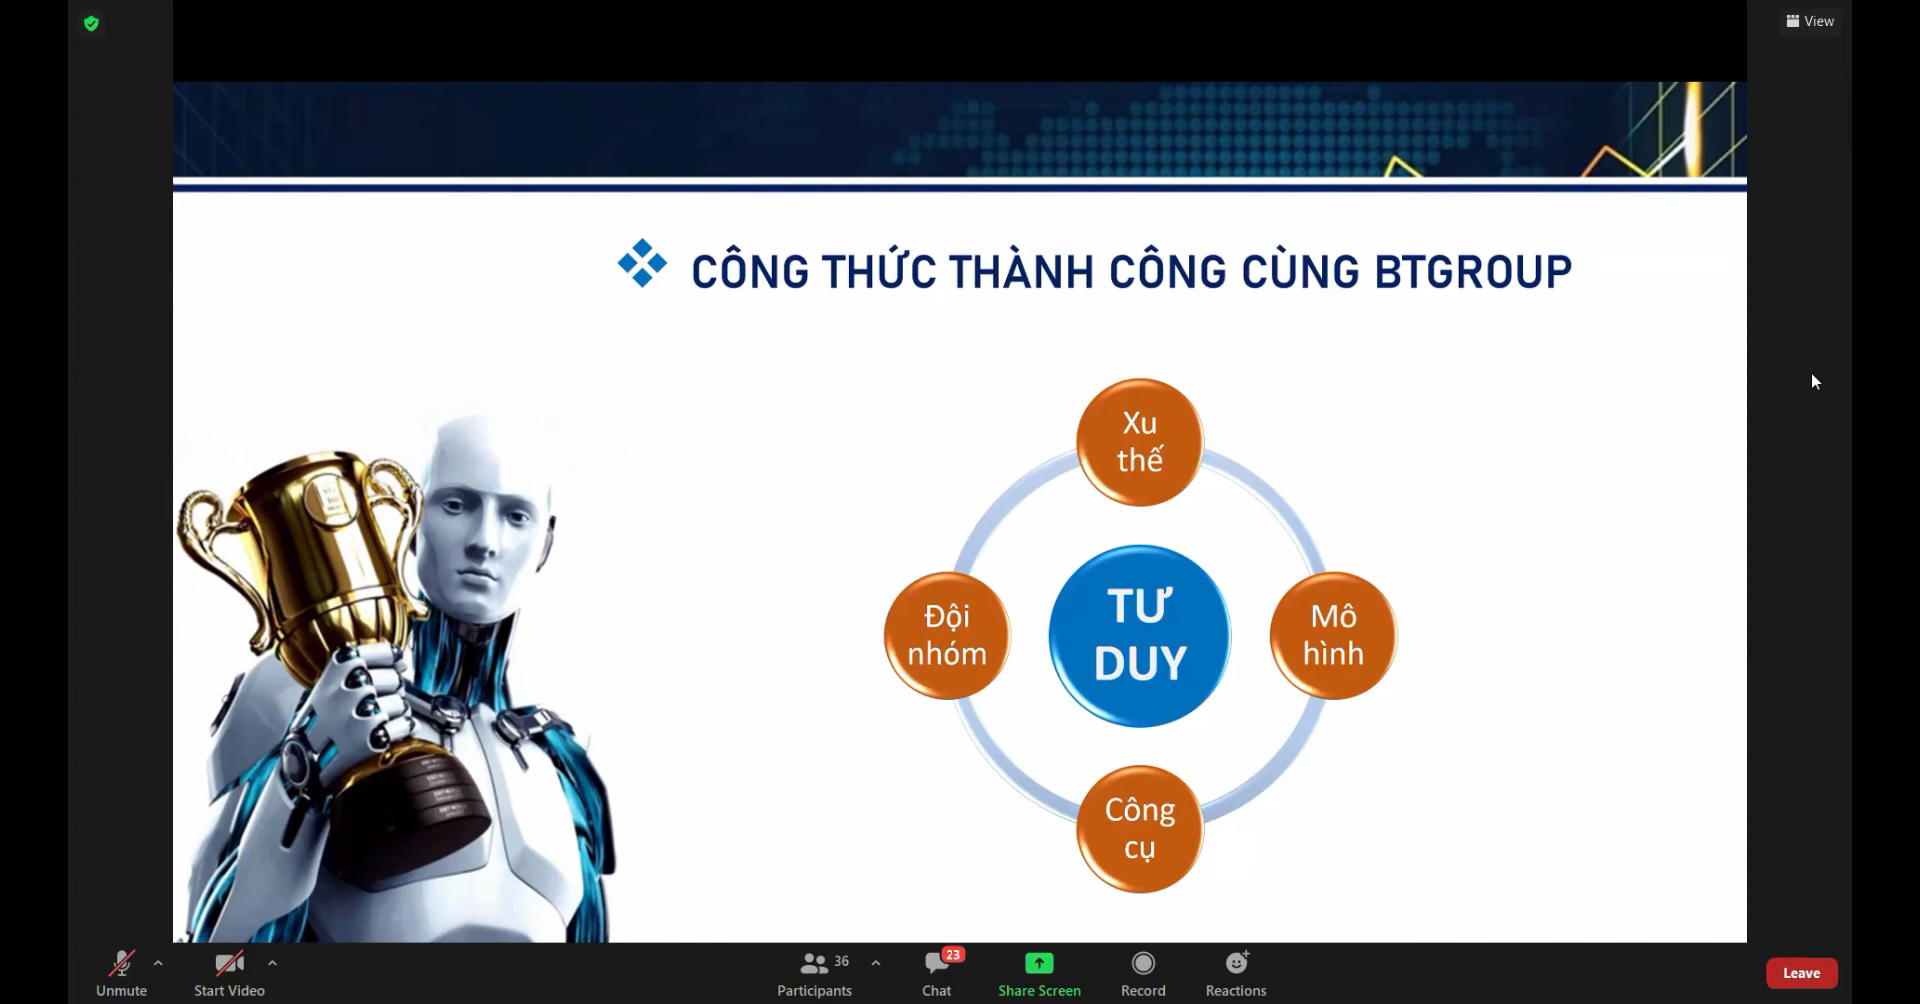 View
CÔNG THỨC THÀNH CÔNG CÙNG BTGROUP
Xu
thế
Đội
nhóm
TƯ
DUY
Mô
hình
Công
cụ
Unmute
Start Video
36
Participants
23
Chat
Share Screen
Record
Reactions
Leave